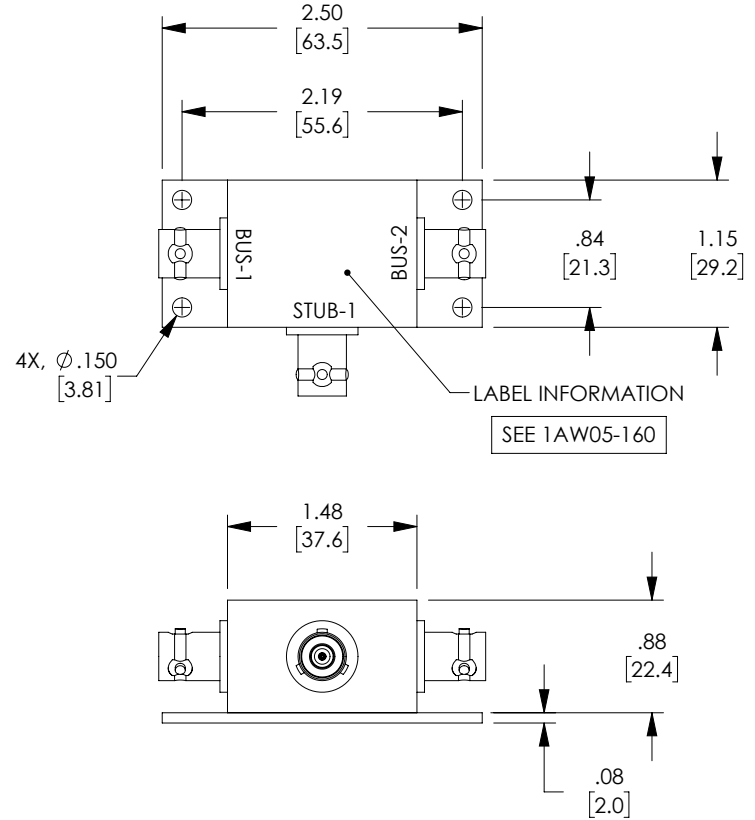 2.50
[63.5]
2.19
[55.6]
BUS-1
BUS-2
.84
[21.3]
1.15
[29.2]
STUB-1
4X, ∅.150
[3.81]
LABEL INFORMATION
SEE 1AW05-160
1.48
[37.6]
.88
[22.4]
.08
[2.0]